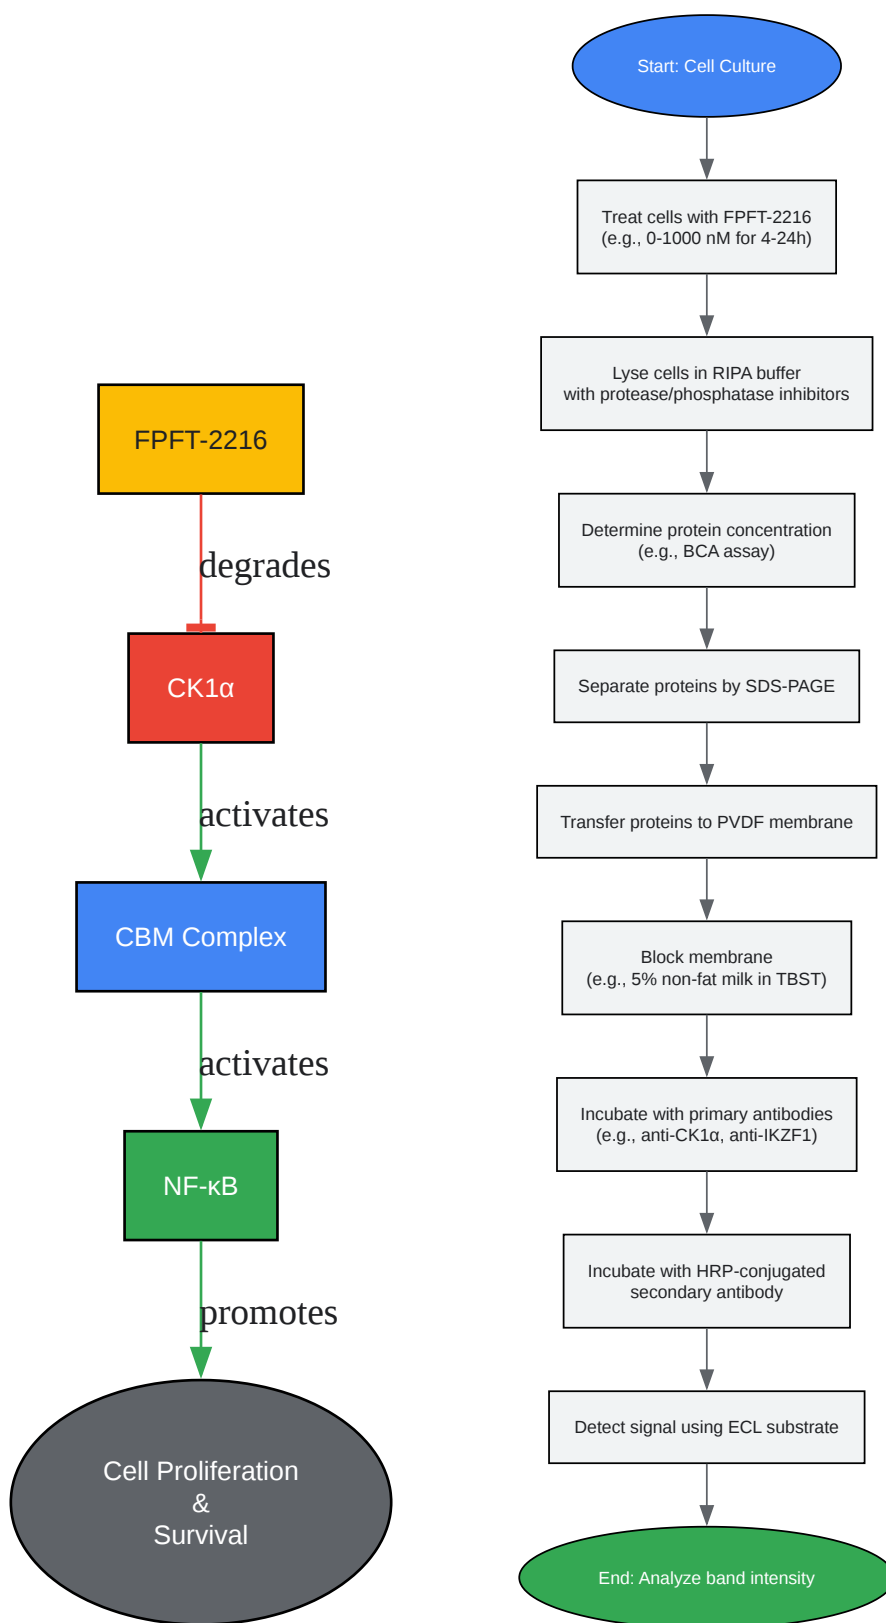 FPFT-2216
degrades
CK1α
activates
CBM Complex
activates
NF-κB
promotes
Cell Proliferation
&
Survival
Start: Cell Culture
Treat cells with FPFT-2216
(e.g., 0-1000 nM for 4-24h)
Lyse cells in RIPA buffer
with protease/phosphatase inhibitors
Determine protein concentration
(e.g., BCA assay)
Separate proteins by SDS-PAGE
Transfer proteins to PVDF membrane
Block membrane
(e.g., 5% non-fat milk in TBST)
Incubate with primary antibodies
(e.g., anti-CK1α, anti-IKZF1)
Incubate with HRP-conjugated
secondary antibody
Detect signal using ECL substrate
End: Analyze band intensity